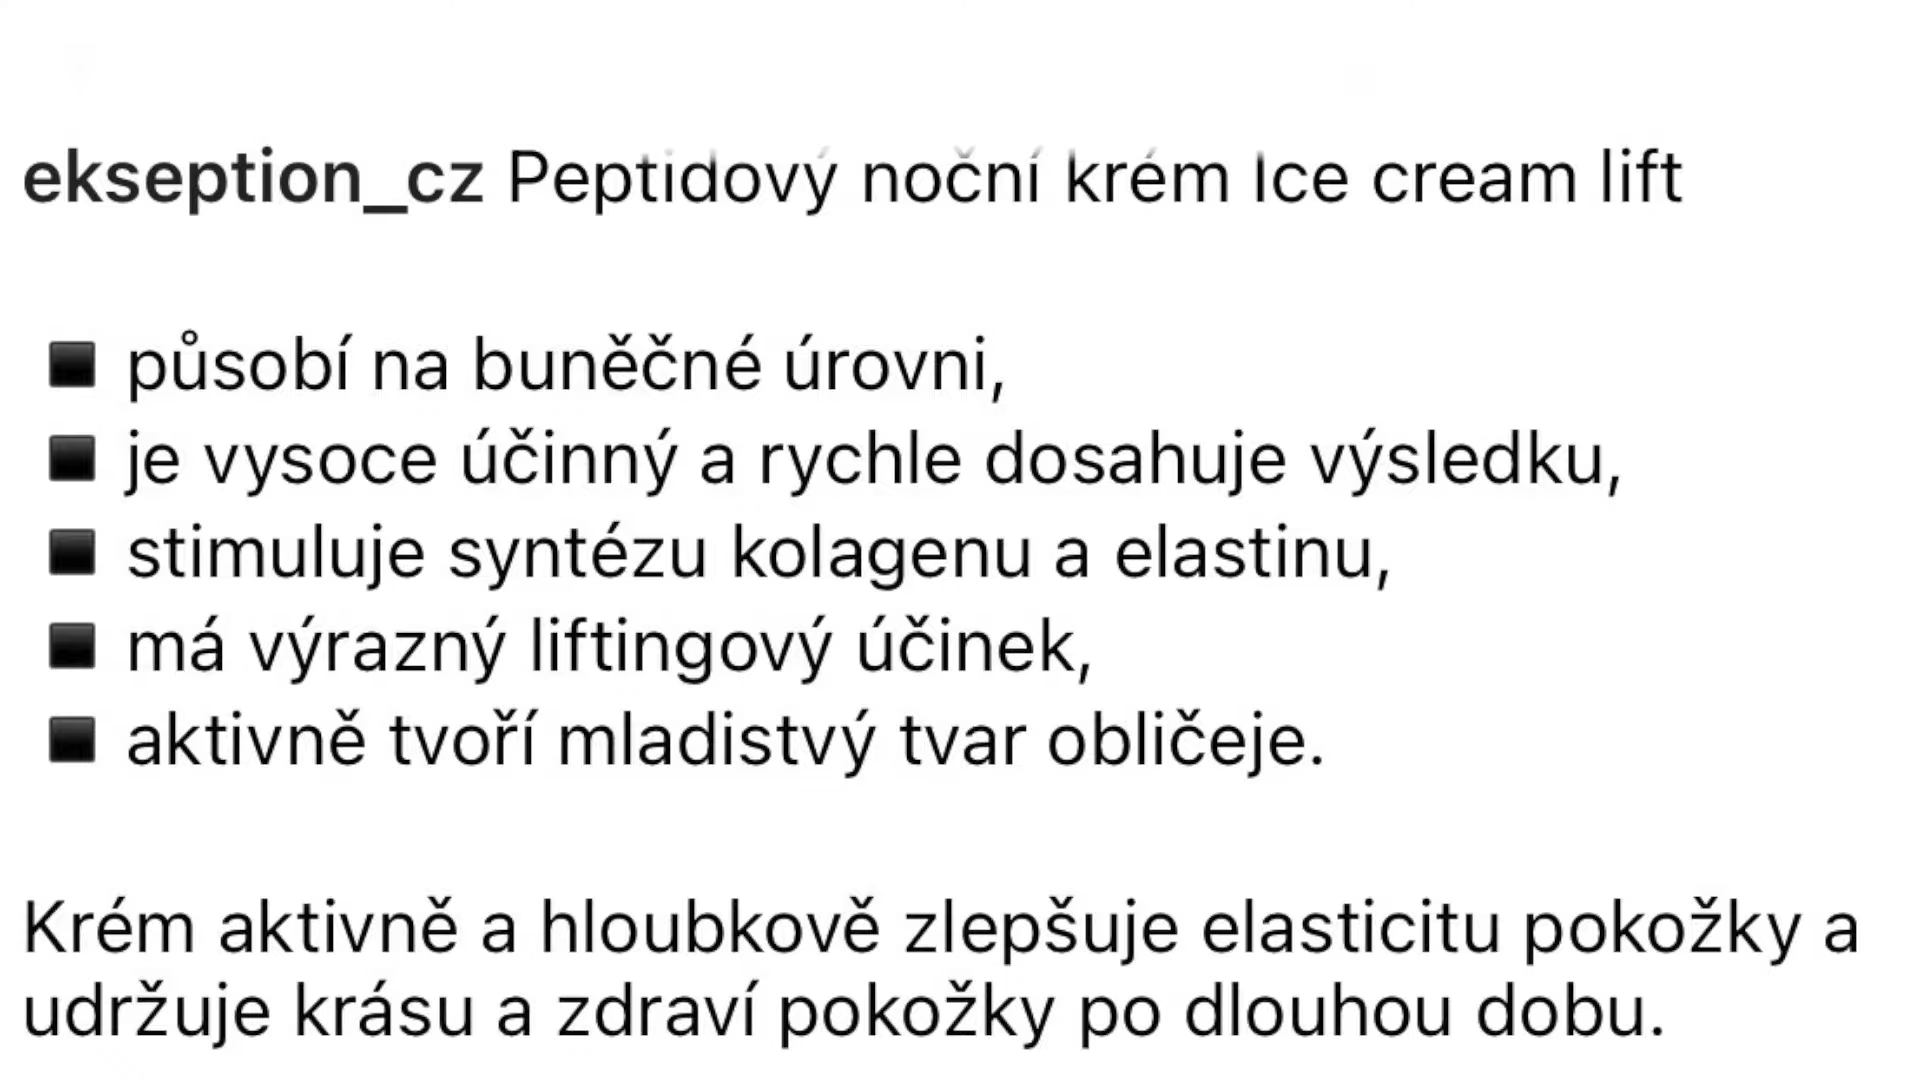 ekseption_cz Peptidový noční krém Ice cream lift
◾ působí na buněčné úrovni,
◾ je vysoce účinný a rychle dosahuje výsledku,
◾ stimuluje syntézu kolagenu a elastinu,
◾ má výrazný liftingový účinek,
◾ aktivně tvoří mladistvý tvar obličeje.
Krém aktivně a hloubkově zlepšuje elasticitu pokožky a
udržuje krásu a zdraví pokožky po dlouhou dobu.